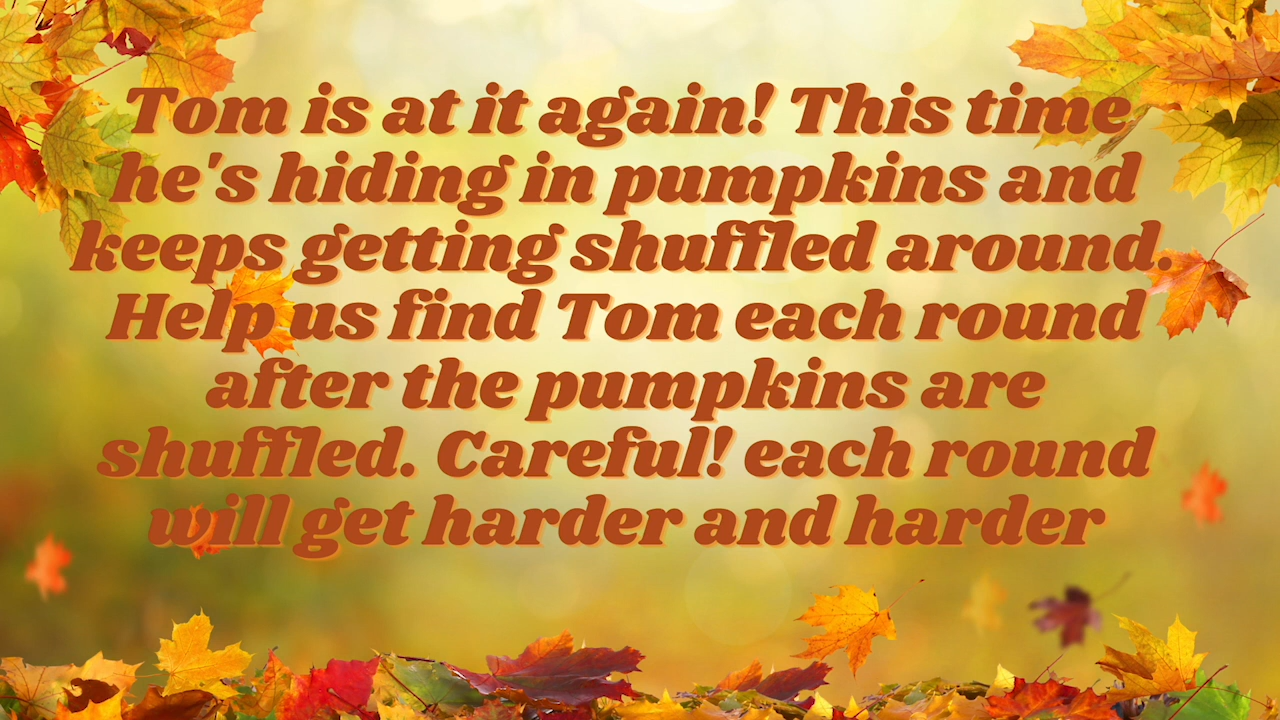 Tom is at it again! This time
he's hiding in pumpkins and
keeps getting shuffled around.
Help us find Tom each round
after the pumpkins are
shuffled. Careful! each round
will get harder and harder